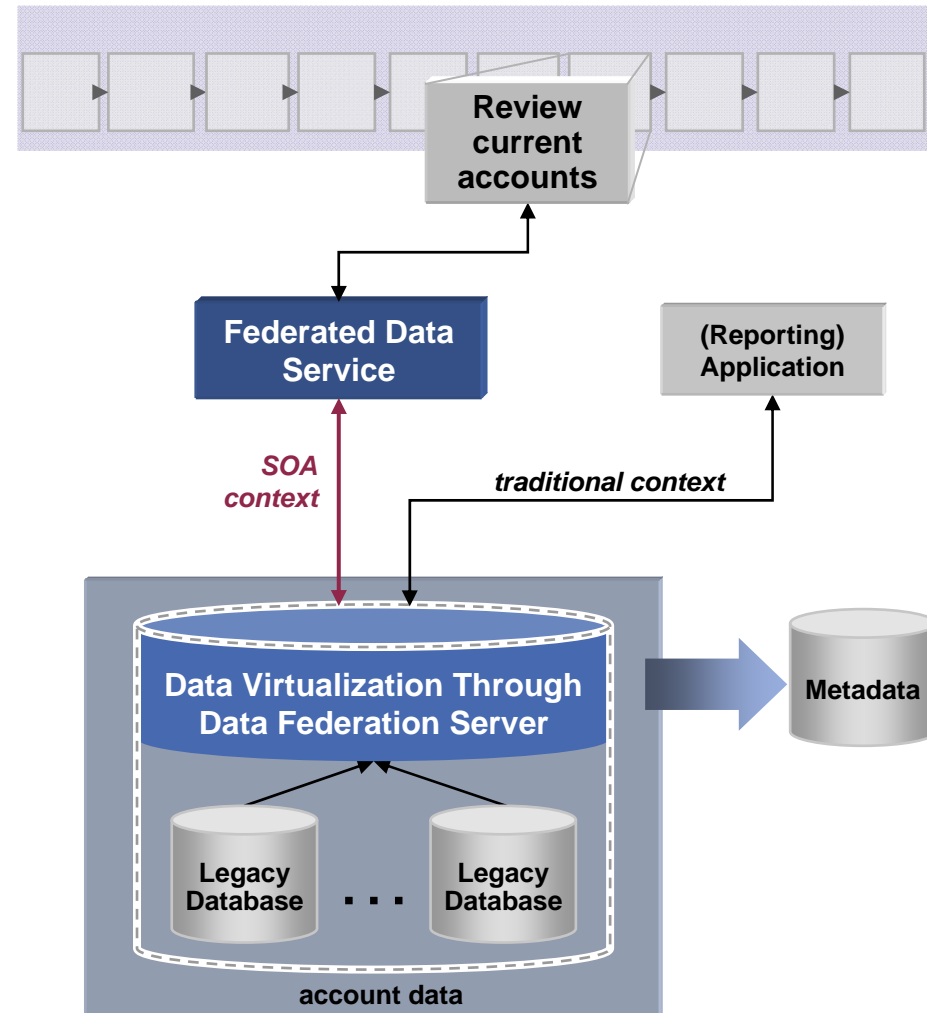 Review
current
accounts
Federated Data
Service
(Reporting)
Application
SOA
context
traditional context
Data Virtualization Through
Data Federation Server
Metadata
Legacy
Database
. . .
Legacy
Database
account data